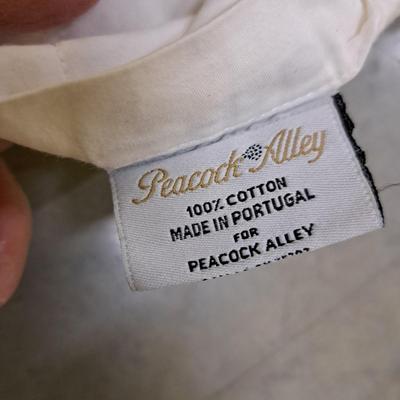 Peacock Alley
100% COTTON
MADE IN PORTUGAL
FOR
PEACOCK ALLEY